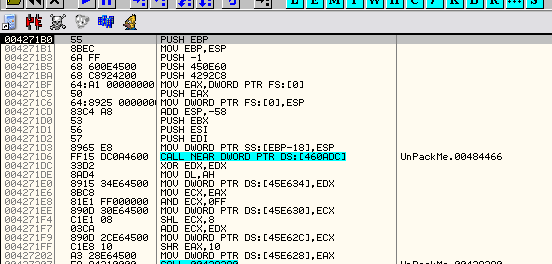 L E M T W H C / K B R ... S
004271B0 55 PUSH EBP
004271B1 8BEC MOV EBP,ESP
004271B3 6A FF PUSH -1
004271B5 68 600E4500 PUSH 450E60
004271BA 68 C8924200 PUSH 4292C8
004271BF 64:A1 00000000 MOV EAX,DWORD PTR FS:[0]
004271C5 50 PUSH EAX
004271C6 64:8925 0000000 MOV DWORD PTR FS:[0],ESP
004271CD 83C4 A8 ADD ESP,-58
004271D0 53 PUSH EBX
004271D1 56 PUSH ESI
004271D2 57 PUSH EDI
004271D3 8965 E8 MOV DWORD PTR SS:[EBP-18],ESP
004271D6 FF15 DC0A4600 CALL NEAR DWORD PTR DS:[460ADC] UnPackMe.00484466
004271DC 33D2 XOR EDX,EDX
004271DE 8AD4 MOV DL,AH
004271E0 8915 34E64500 MOV DWORD PTR DS:[45E634],EDX
004271E6 8BC8 MOV ECX,EAX
004271E8 81E1 FF000000 AND ECX,0FF
004271EE 890D 30E64500 MOV DWORD PTR DS:[45E630],ECX
004271F4 C1E1 08 SHL ECX,8
004271F7 03CA ADD ECX,EDX
004271F9 890D 2CE64500 MOV DWORD PTR DS:[45E62C],ECX
004271FF C1E8 10 SHR EAX,10
00427202 A3 28E64500 MOV DWORD PTR DS:[45E628],EAX